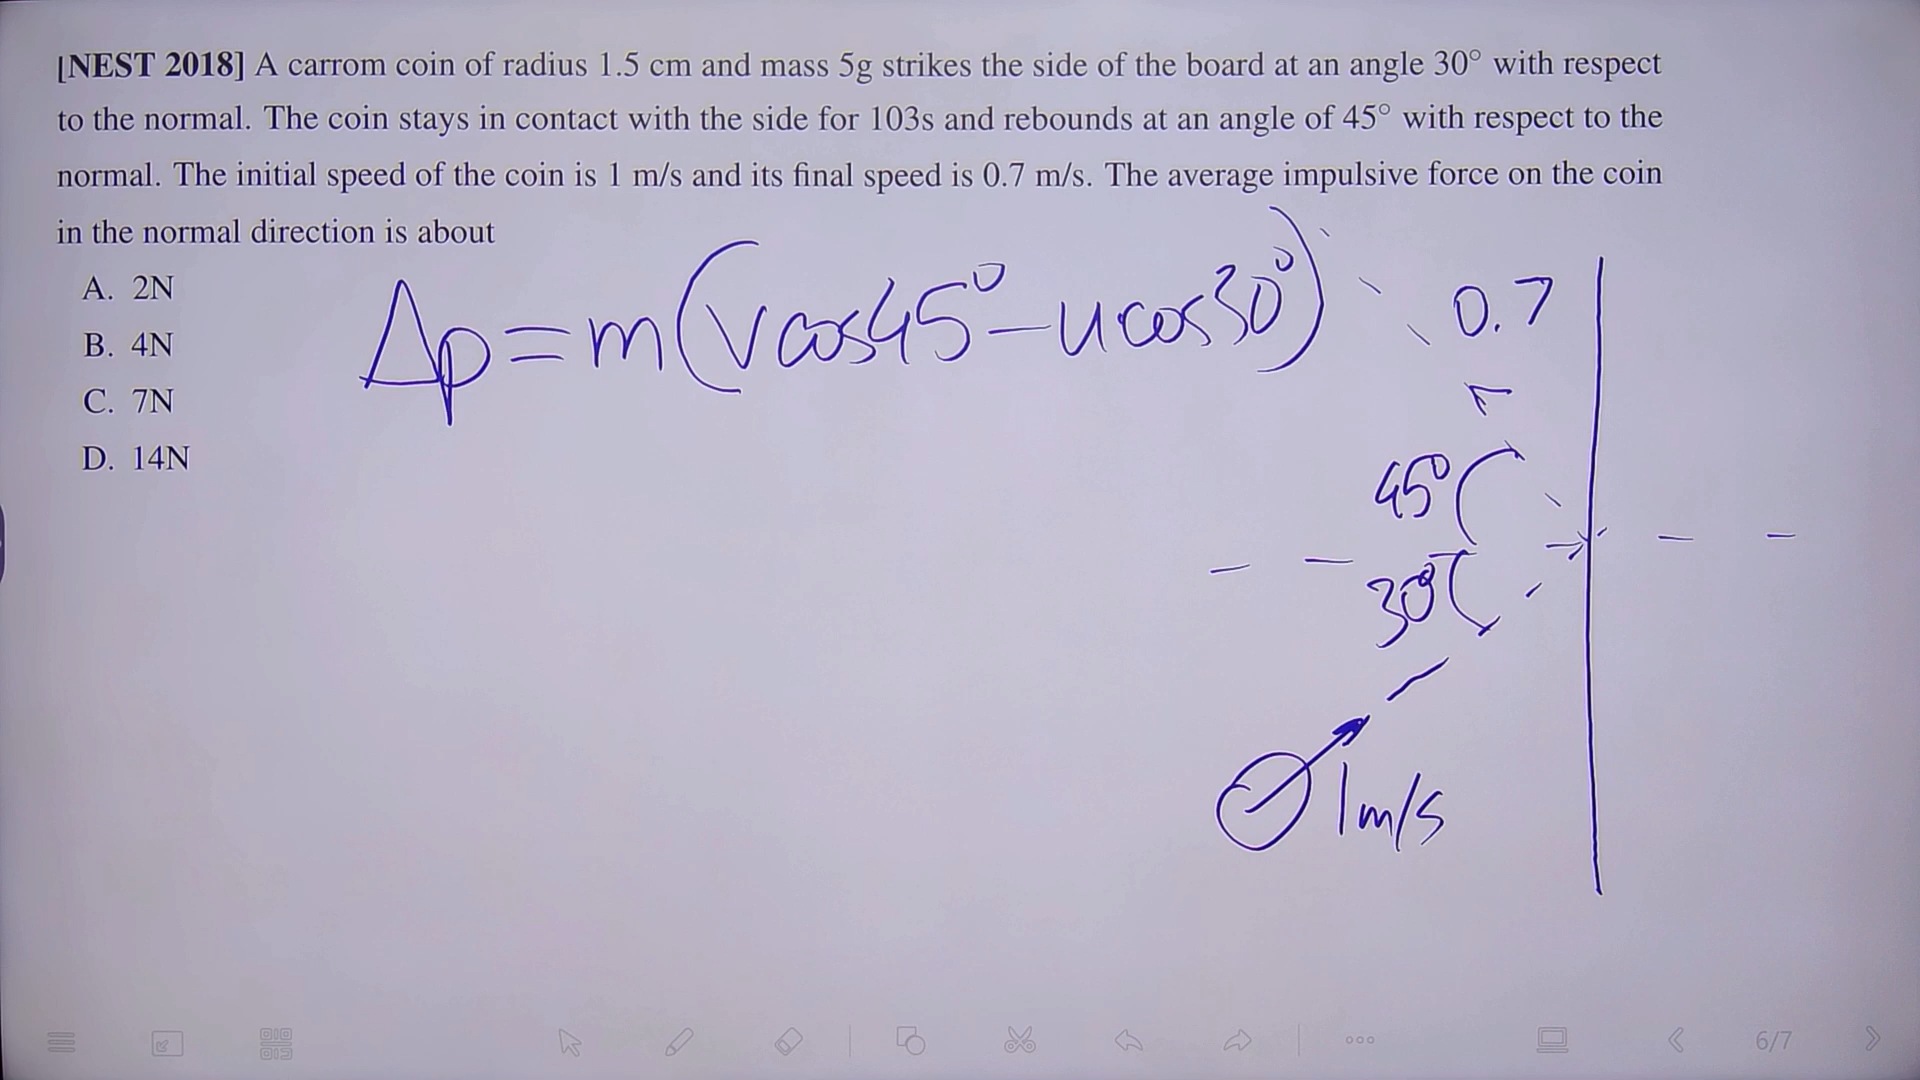 [NEST 2018] A carrom coin of radius 1.5 cm and mass 5g strikes the side of the board at an angle 30° with respect
to the normal. The coin stays in contact with the side for 103s and rebounds at an angle of 45° with respect to the
normal. The initial speed of the coin is 1 m/s and its final speed is 0.7 m/s. The average impulsive force on the coin
in the normal direction is about
A. 2N
B. 4N
C. 7N
D. 14N
Δp=m(vcos45°-ucos30°)
0.7
45°
30°
1m/s
6/7